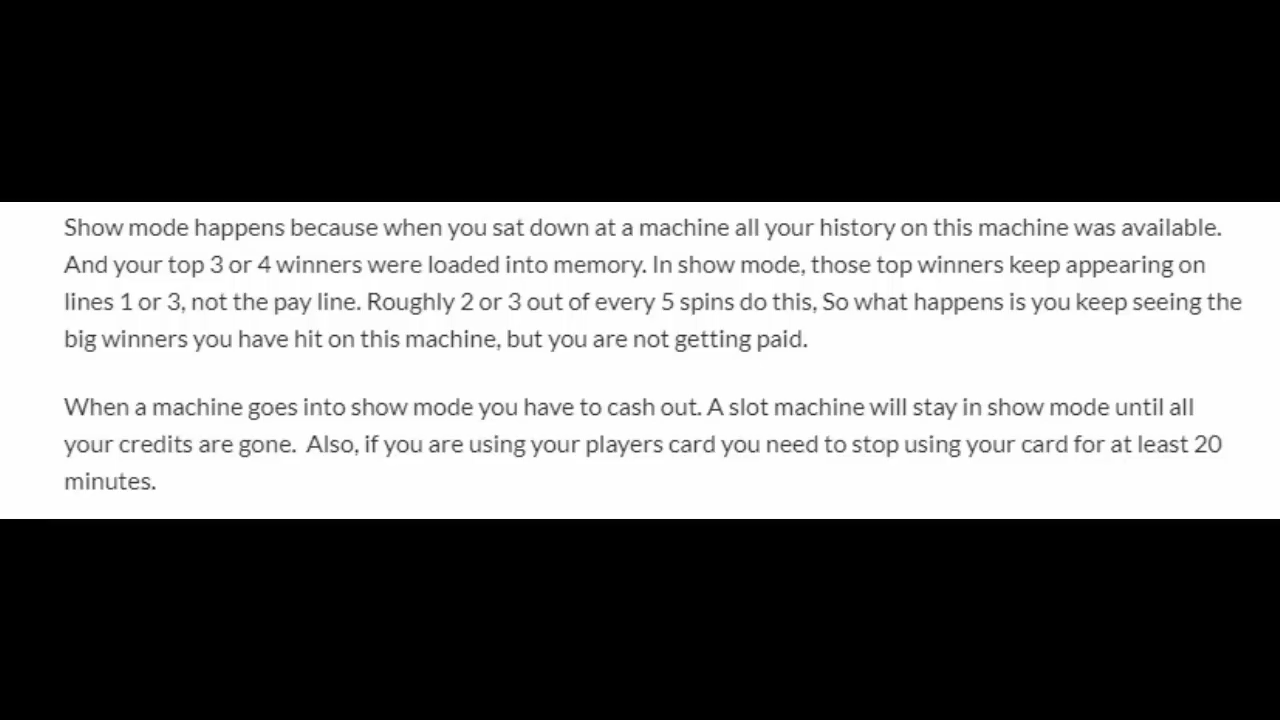 Show mode happens because when you sat down at a machine all your history on this machine was available.
And your top 3 or 4 winners were loaded into memory. In show mode, those top winners keep appearing on
lines 1 or 3, not the pay line. Roughly 2 or 3 out of every 5 spins do this, So what happens is you keep seeing the
big winners you have hit on this machine, but you are not getting paid.
When a machine goes into show mode you have to cash out. A slot machine will stay in show mode until all
your credits are gone.  Also, if you are using your players card you need to stop using your card for at least 20
minutes.